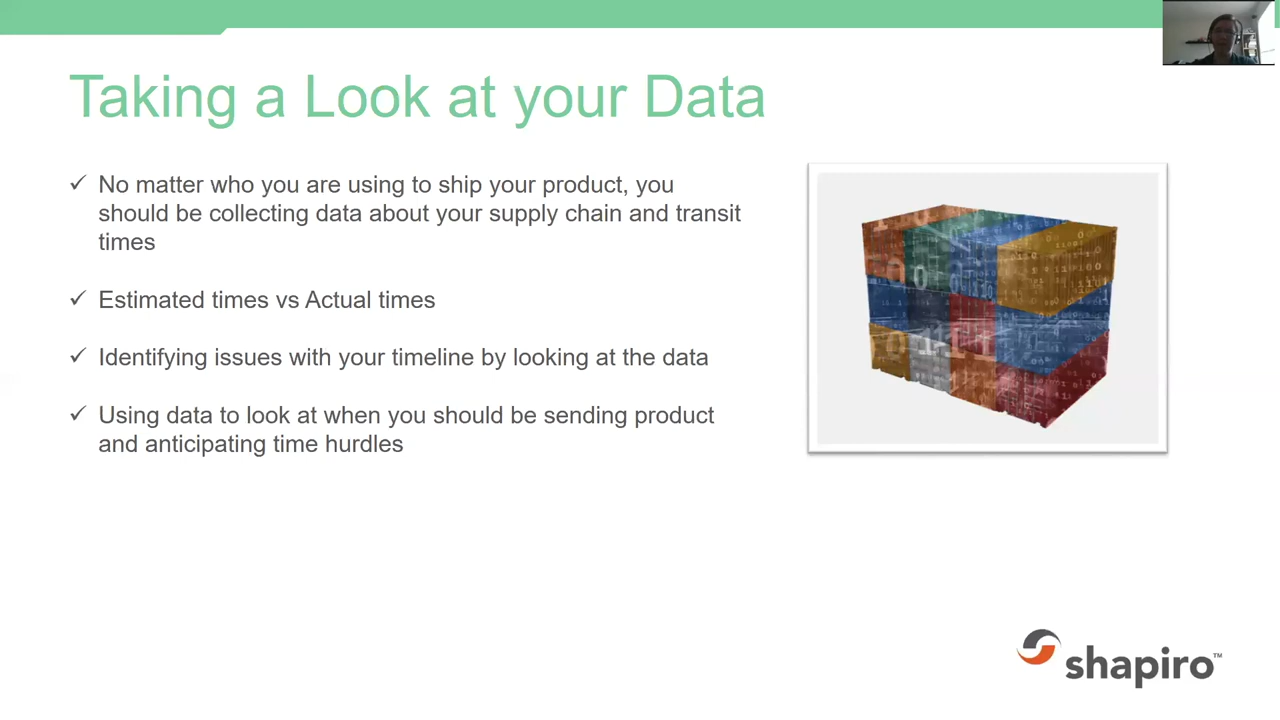 Taking a Look at your Data
✓ No matter who you are using to ship your product, you
should be collecting data about your supply chain and transit
times
✓ Estimated times vs Actual times
✓ Identifying issues with your timeline by looking at the data
✓ Using data to look at when you should be sending product
and anticipating time hurdles
shapiro™